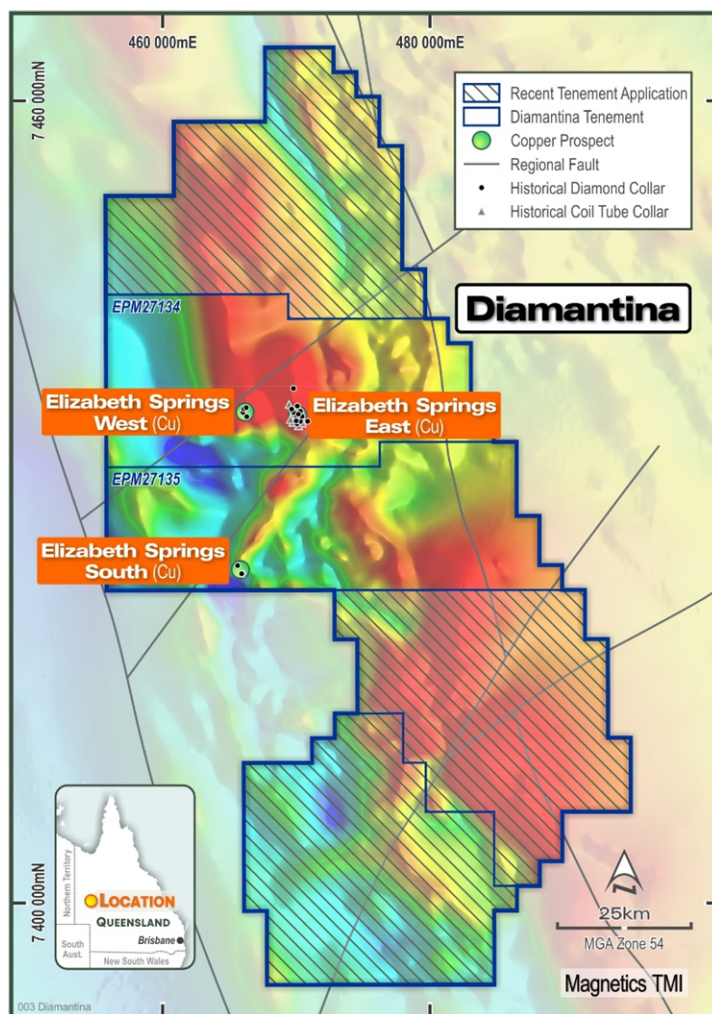 460 000mE
480 000mE
7 460 000mN
Recent Tenement Application
Diamantina Tenement
Copper Prospect
Regional Fault
Historical Diamond Collar
Historical Coil Tube Collar
Diamantina
EPM27134
Elizabeth Springs
West (Cu)
Elizabeth Springs
East (Cu)
EPM27135
Elizabeth Springs
South (Cu)
7 400 000mN
Northern Territory
LOCATION
QUEENSLAND
Brisbane
South
Aust.
New South Wales
25km
MGA Zone 54
Magnetics TMI
003 Diamantina